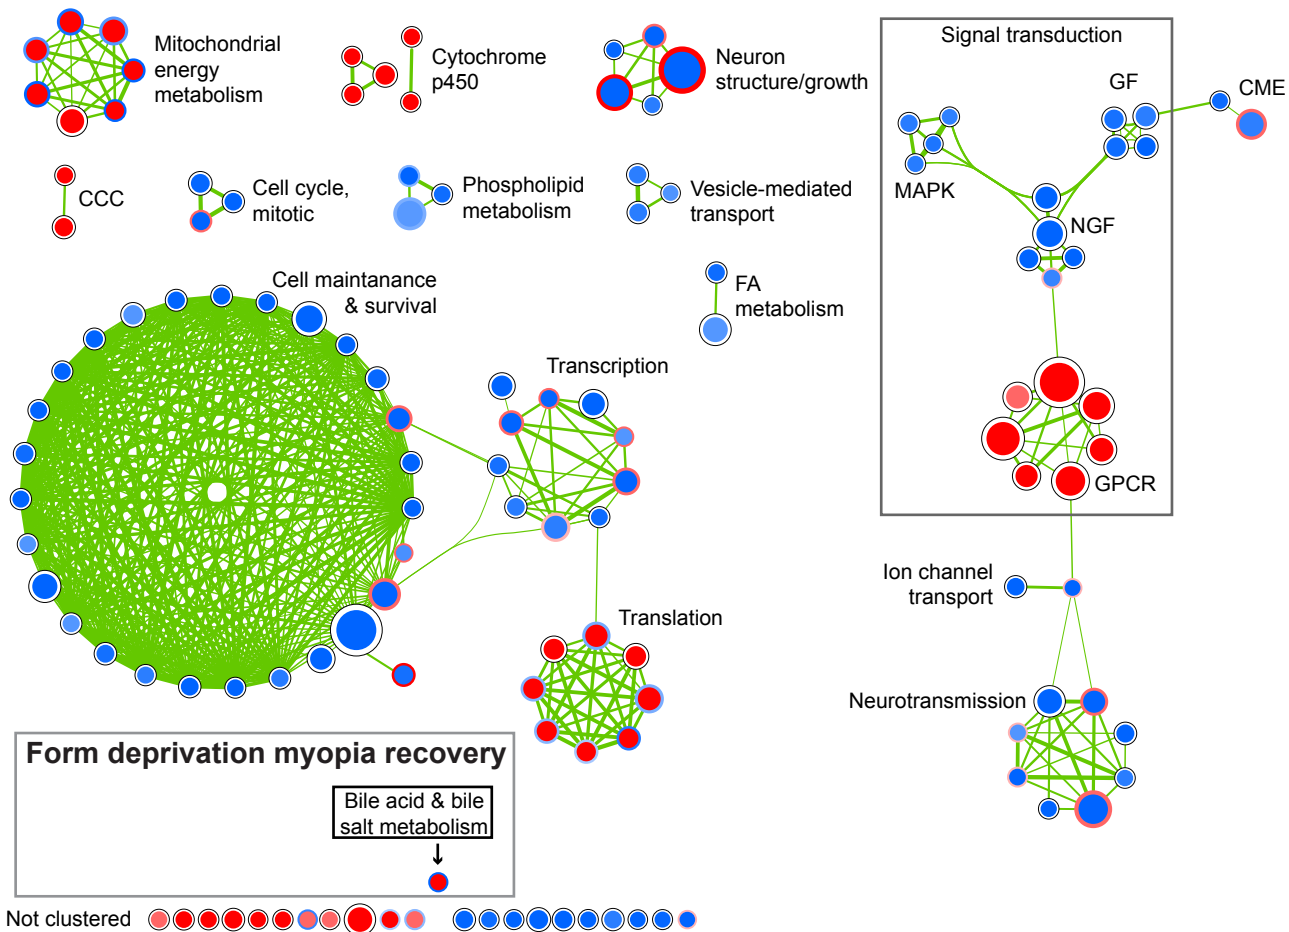 Mitochondrial
energy
metabolism
Cytochrome
p450
Neuron
structure/growth
Signal transduction
GF
CME
MAPK
NGF
GPCR
CCC
Cell cycle,
mitotic
Phospholipid
metabolism
Vesicle-mediated
transport
Cell maintanance
& survival
FA
metabolism
Transcription
Translation
Ion channel
transport
Neurotransmission
Form deprivation myopia recovery
Bile acid & bile
salt metabolism
Not clustered